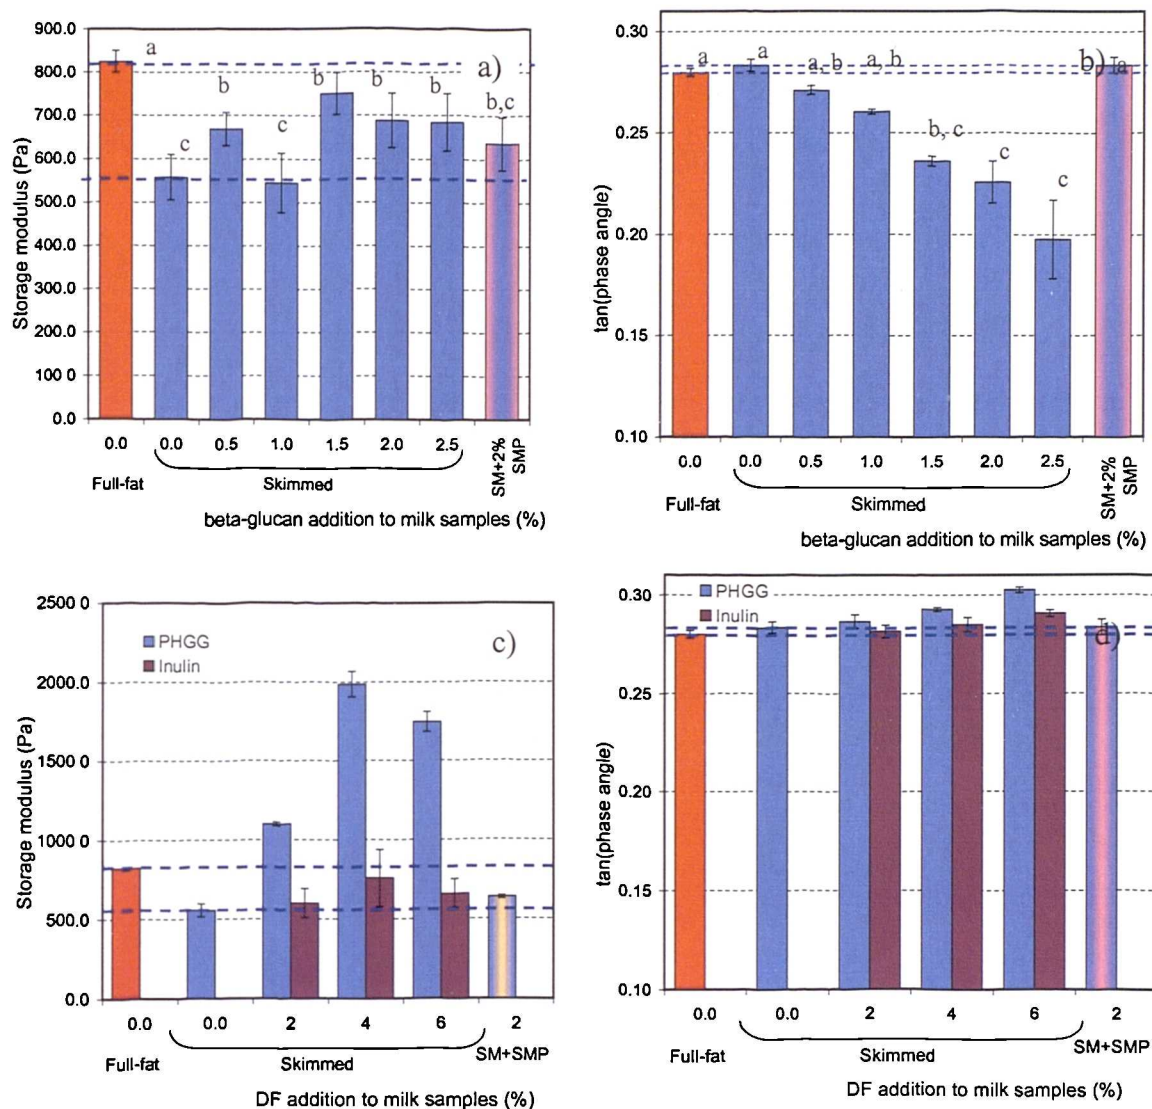 900.0
800.0
700.0
600.0
500.0
400.0
300.0
200.0
100 0
0.0
Storage modulus (Pa)
a
c
b
c
b
b
b
b,c
a)
0.0 0.0 0.5 1.0 1.5 2.0 2.5 SM+2% SMP
Full-fat Skimmed
beta-glucan addition to milk samples (%)
0.30
0.25
0.20
0.15
0.10
tan(phase angle)
a
a
a, b
a, b
b, c
c
c
a
b)
0.0 0.0 0.5 1.0 1.5 2.0 2.5 SM+2% SMP
Full-fat Skimmed
beta-glucan addition to milk samples (%)
2500 0
2000.0
1500 0
1000 0
500.0
0.0
Storage modulus (Pa)
PHGG
Inulin
c)
0.0 0.0 2 4 6 2
Full-fat Skimmed SM+SMP
DF addition to milk samples (%)
0.30
0.25
0.20
0.15
0.10
tan(phase angle)
PHGG
Inulin
d)
0.0 0.0 2 4 6 2
Full-fat Skimmed SM+SMP
DF addition to milk samples (%)